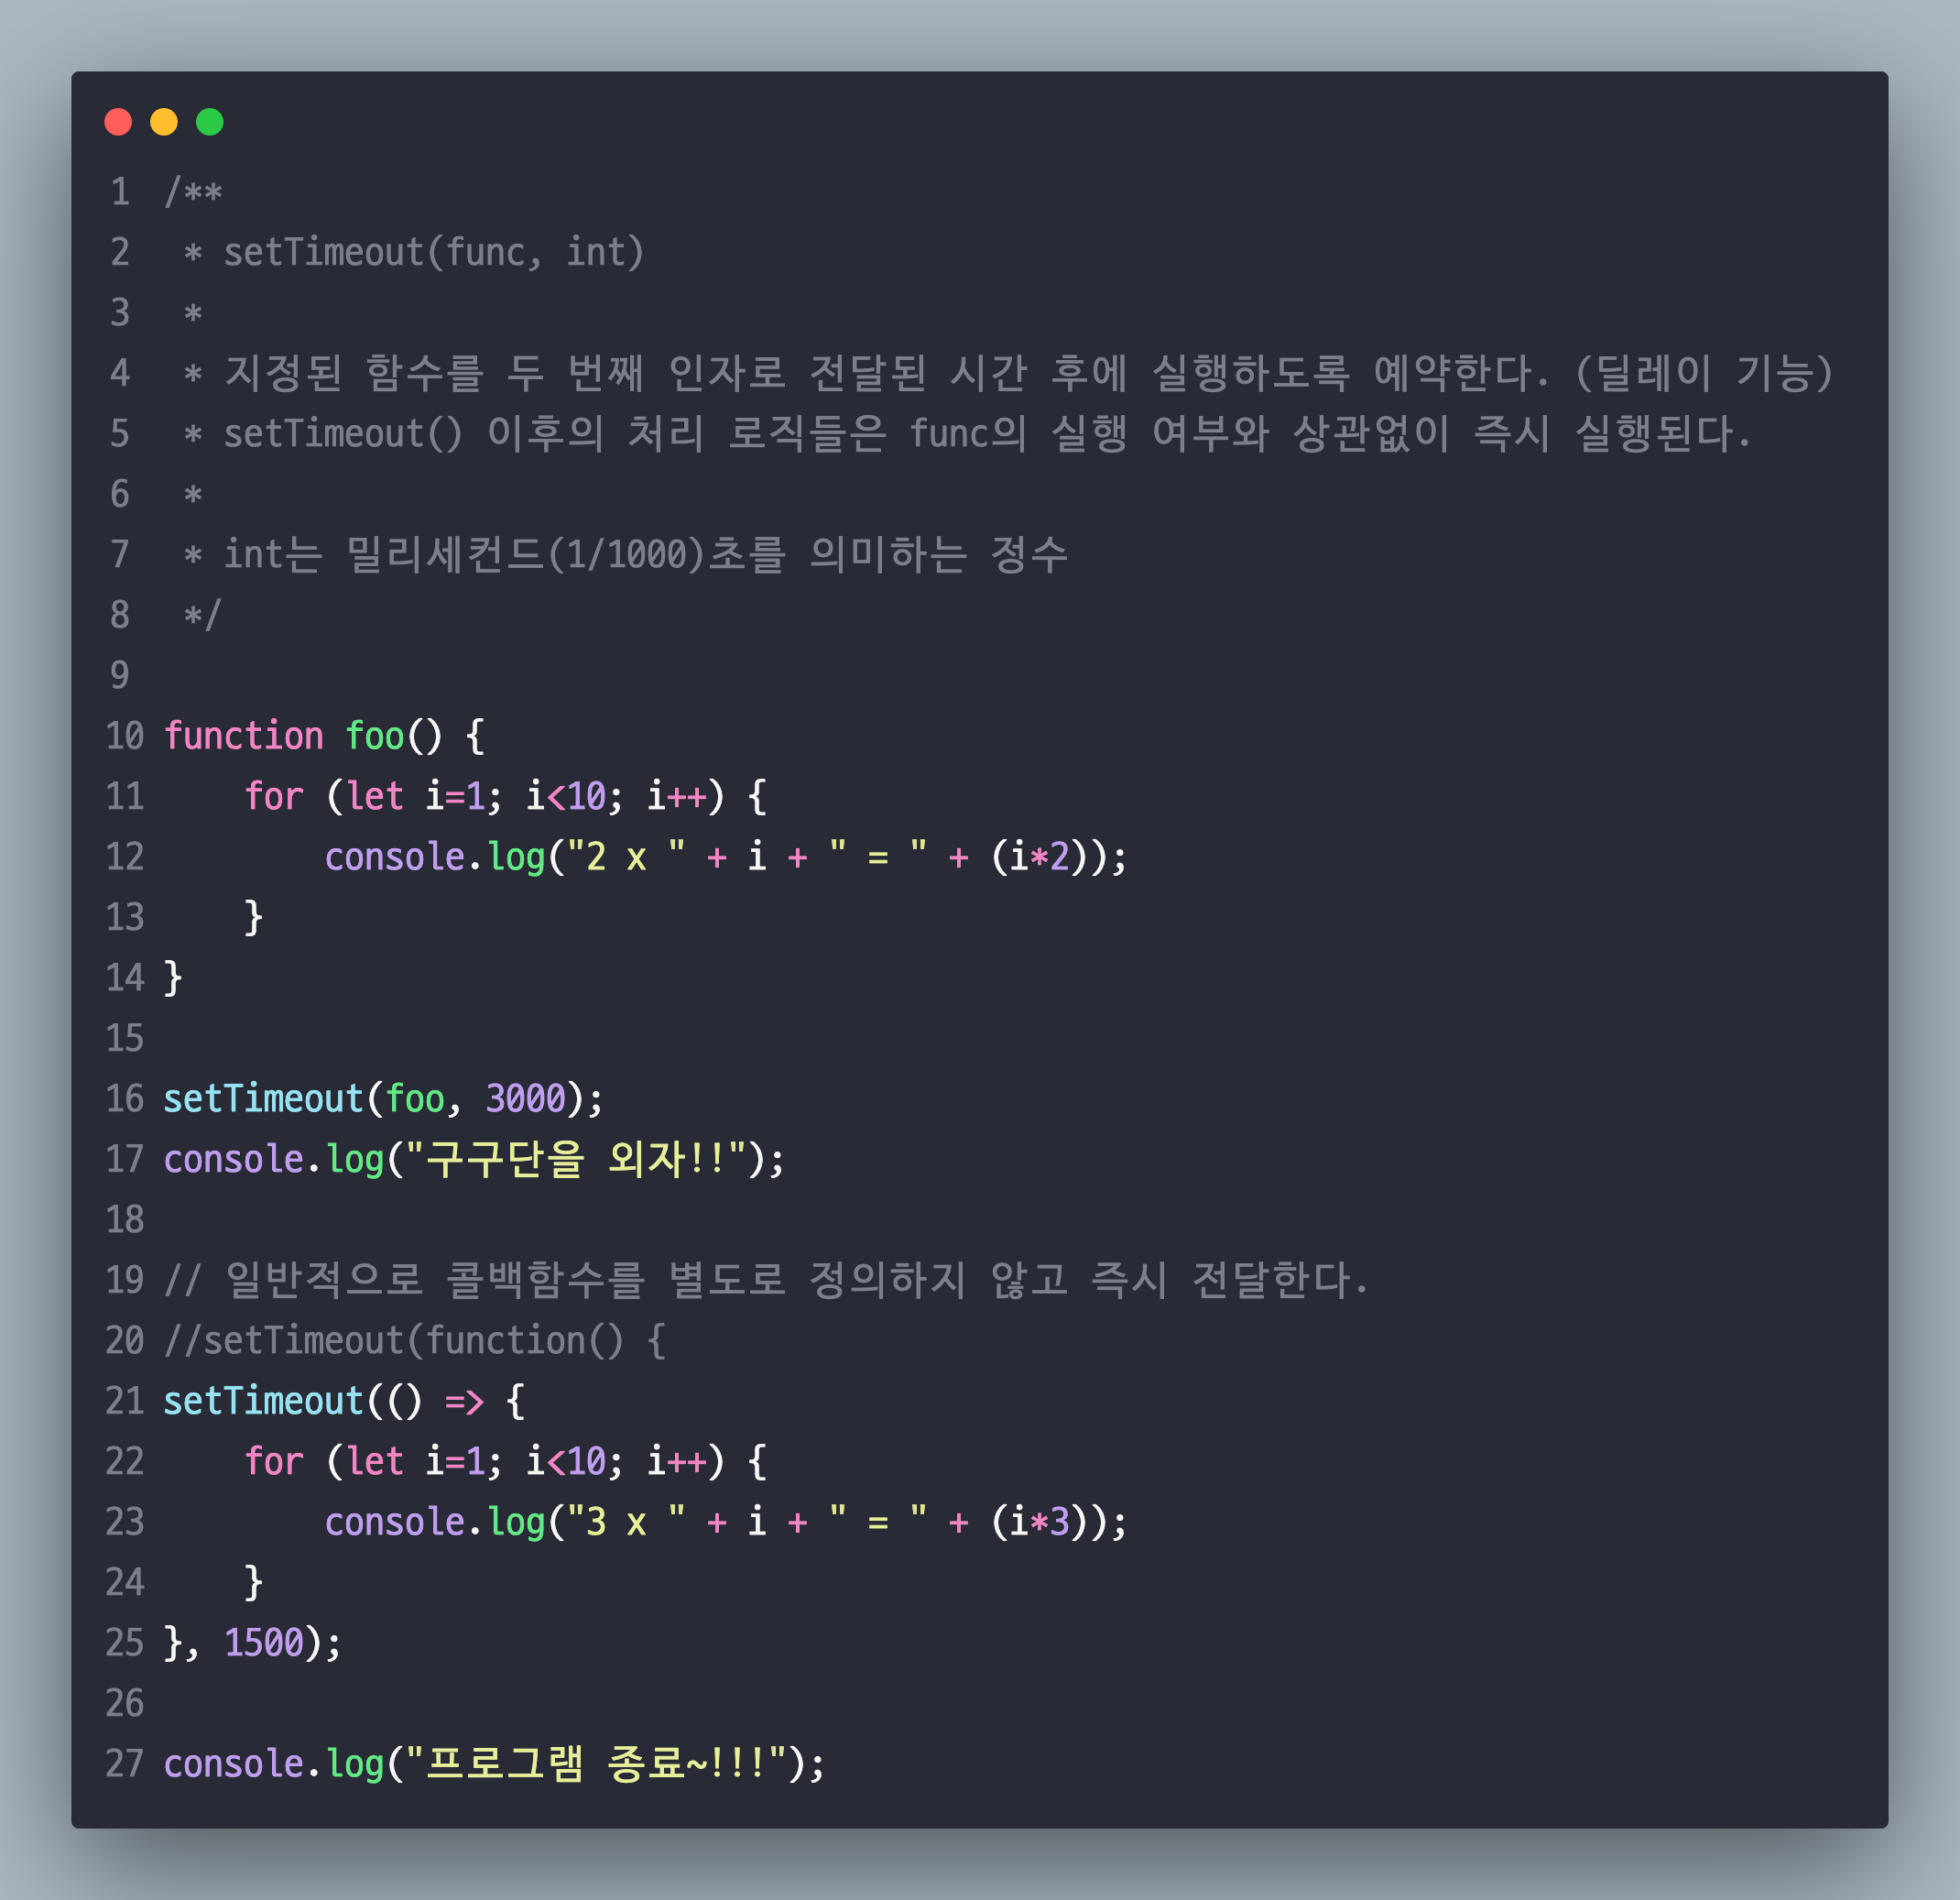 1 /**
2  * setTimeout(func, int)
3  *
4  * 지정된 함수를 두 번째 인자로 전달된 시간 후에 실행하도록 예약한다. (딜레이 기능)
5  * setTimeout() 이후의 처리 로직들은 func의 실행 여부와 상관없이 즉시 실행된다.
6  *
7  * int는 밀리세컨드(1/1000)초를 의미하는 정수
8  */
9
10 function foo() {
11     for (let i=1; i<10; i++) {
12         console.log("2 x " + i + " = " + (i*2));
13     }
14 }
15
16 setTimeout(foo, 3000);
17 console.log("구구단을 외자!!");
18
19 // 일반적으로 콜백함수를 별도로 정의하지 않고 즉시 전달한다.
20 //setTimeout(function() {
21 setTimeout(() => {
22     for (let i=1; i<10; i++) {
23         console.log("3 x " + i + " = " + (i*3));
24     }
25 }, 1500);
26
27 console.log("프로그램 종료~!!!");